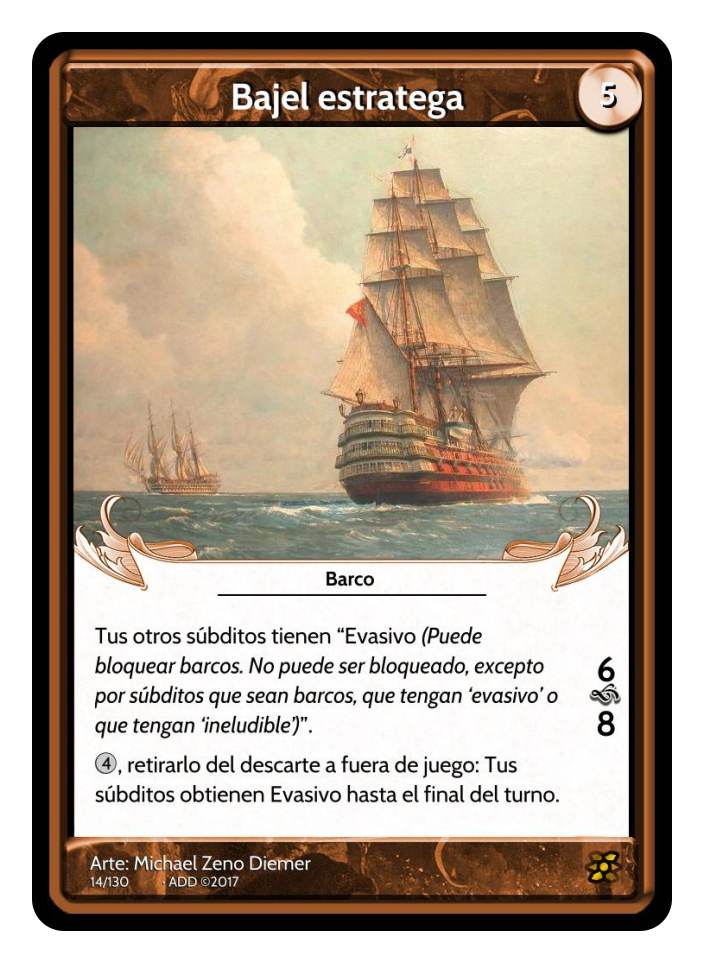 Bajel estratega
5
Barco
Tus otros súbditos tienen “Evasivo (Puede
bloquear barcos. No puede ser bloqueado, excepto
por súbditos que sean barcos, que tengan ‘evasivo’ o
que tengan ‘ineludible’)”.
6
8
④, retirarlo del descarte a fuera de juego: Tus
súbditos obtienen Evasivo hasta el final del turno.
Arte: Michael Zeno Diemer
14/130 · ADD ©2017